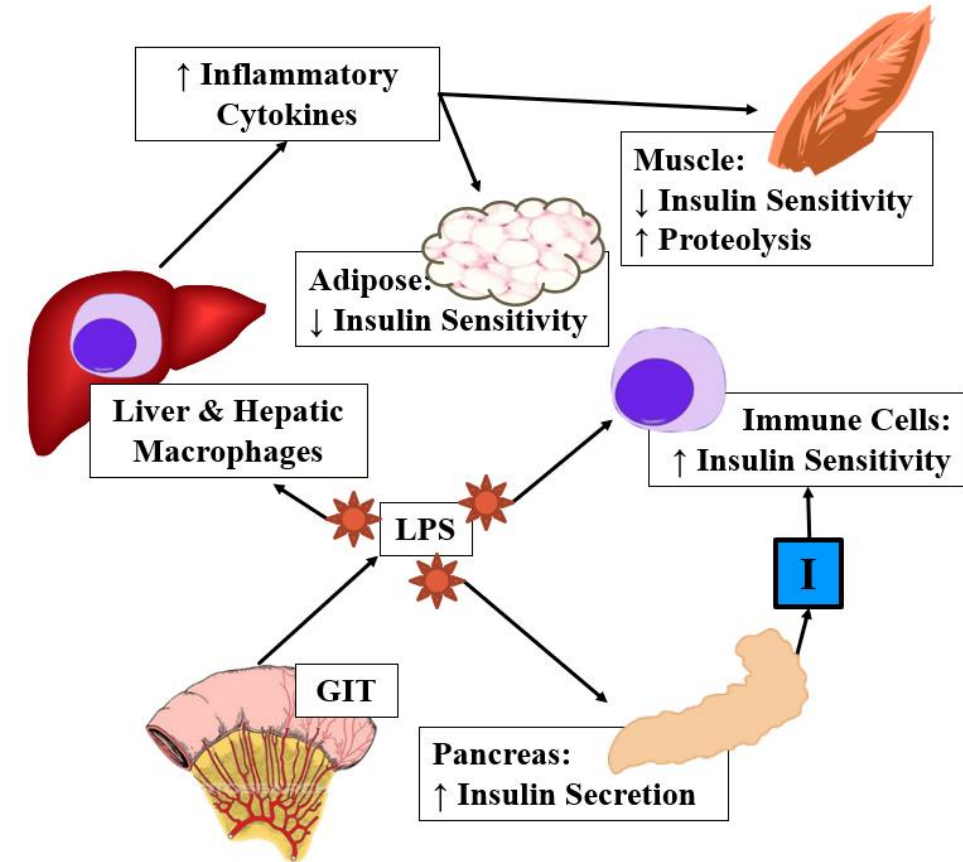 ↑ Inflammatory
Cytokines
Muscle:
↓ Insulin Sensitivity
↑ Proteolysis
Adipose:
↓ Insulin Sensitivity
Liver & Hepatic
Macrophages
Immune Cells:
↑ Insulin Sensitivity
LPS
I
GIT
Pancreas:
↑ Insulin Secretion